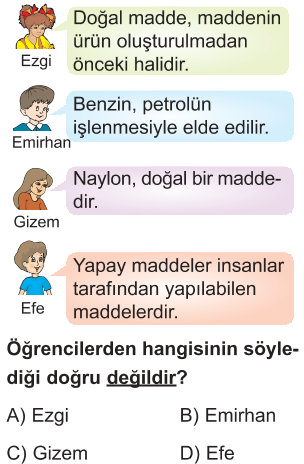 Doğal madde, maddenin
ürün oluşturulmadan
önceki halidir.
Ezgi
Benzin, petrolün
işlenmesiyle elde edilir.
Emirhan
Naylon, doğal bir madde-
dir.
Gizem
Yapay maddeler insanlar
tarafından yapılabilen
maddelerdir.
Efe
Öğrencilerden hangisinin söyle-
diği doğru değildir?
A) Ezgi B) Emirhan
C) Gizem D) Efe